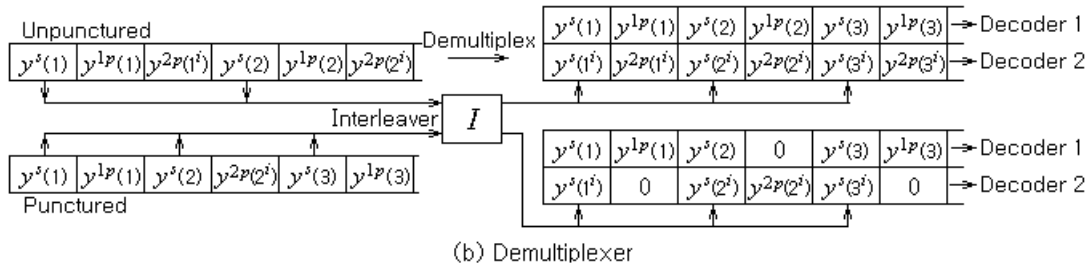 Unpunctured
y^s(1) y^{1p}(1) y^{2p}(1^i) y^s(2) y^{1p}(2) y^{2p}(2^i)
Demultiplex
y^s(1) y^{1p}(1) y^s(2) y^{1p}(2) y^s(3) y^{1p}(3) Decoder 1
y^s(1^i) y^{2p}(1^i) y^s(2^i) y^{2p}(2^i) y^s(3^i) y^{2p}(3^i) Decoder 2
Interleaver
I
y^s(1) y^{1p}(1) y^s(2) y^{2p}(2^i) y^s(3) y^{1p}(3)
Punctured
y^s(1) y^{1p}(1) y^s(2) 0 y^s(3) y^{1p}(3) Decoder 1
y^s(1^i) 0 y^s(2^i) y^{2p}(2^i) y^s(3^i) 0 Decoder 2
(b) Demultiplexer